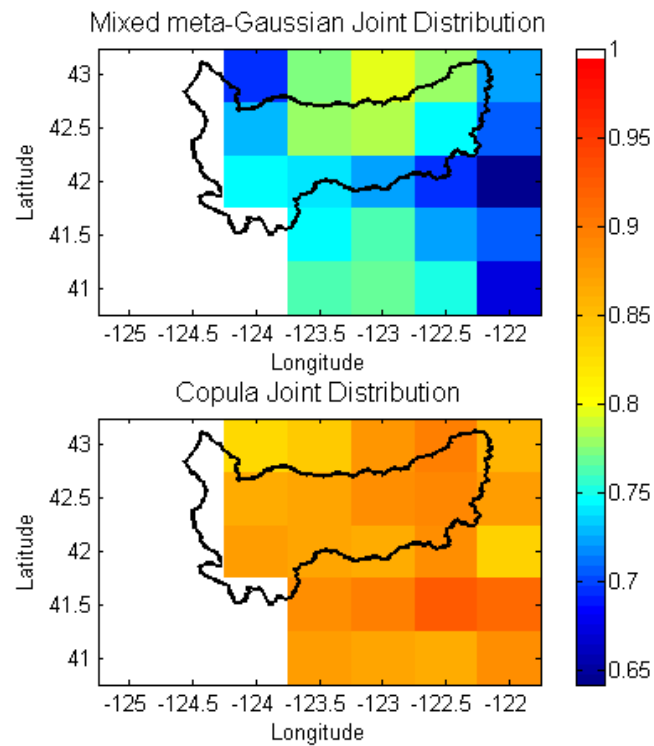 Mixed meta-Gaussian Joint Distribution
43
42.5
42
41.5
41
Latitude
-125 -124.5 -124 -123.5 -123 -122.5 -122
Longitude
Copula Joint Distribution
43
42.5
42
41.5
41
Latitude
-125 -124.5 -124 -123.5 -123 -122.5 -122
Longitude
1
0.95
0.9
0.85
0.8
0.75
0.7
0.65